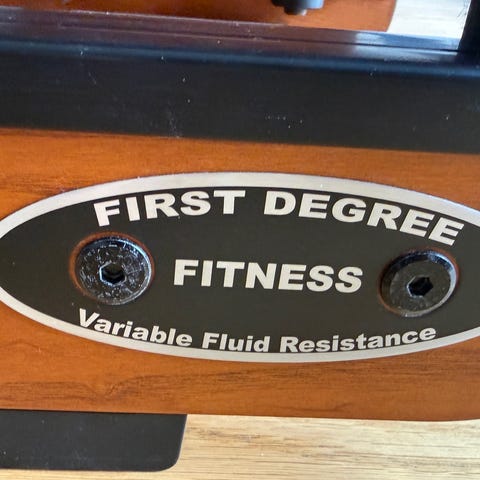 FIRST DEGREE
FITNESS
Variable Fluid Resistance